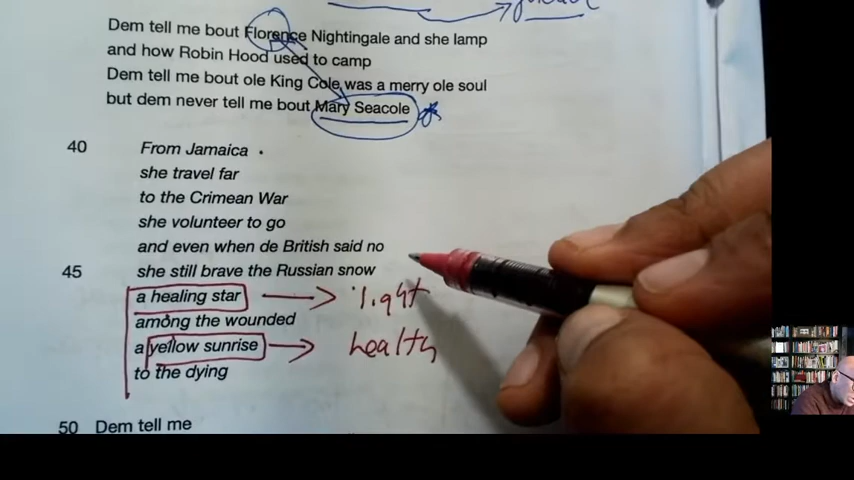 Dem tell me bout Florence Nightingale and she lamp
and how Robin Hood used to camp
Dem tell me bout ole King Cole was a merry ole soul
but dem never tell me bout Mary Seacole
40 From Jamaica
she travel far
to the Crimean War
she volunteer to go
and even when de British said no
45 she still brave the Russian snow
a healing star → light
among the wounded
a yellow sunrise → health
to the dying
50 Dem tell me